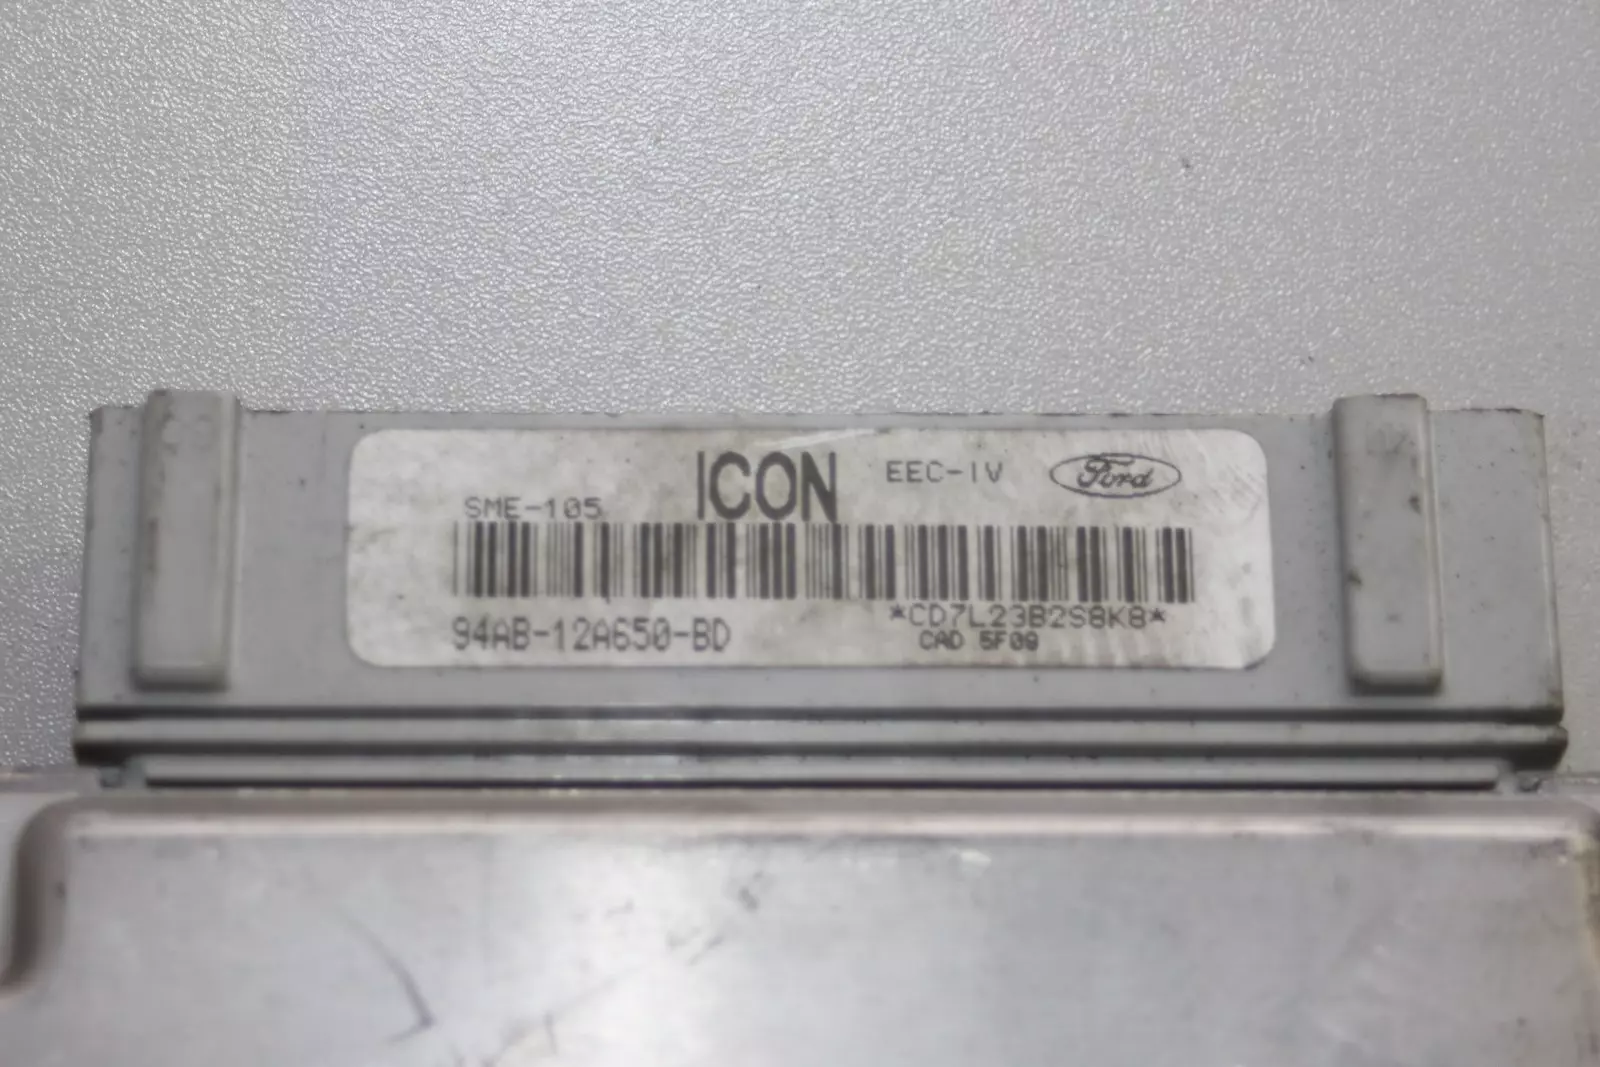 ICON EEC-IV Ford
SME-105
94AB-12A650-BD *CD7L23B2S8K8*
CAD 5F09